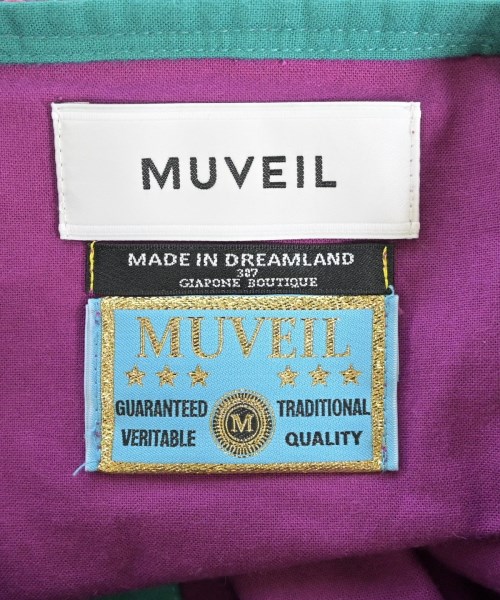 MUVEIL
MADE IN DREAMLAND
387
GIAPONE BOUTIQUE
MUVEIL
GUARANTEED TRADITIONAL
M
VERITABLE QUALITY